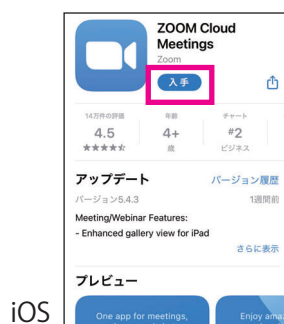 ZOOM Cloud
Meetings
Zoom
入手
14万件の評価 年齢 チャート
4.5 4+ #2
★★★★⯪ 歳 ビジネス
アップデート バージョン履歴
バージョン5.4.3 1週間前
Meeting/Webinar Features:
- Enhanced gallery view for iPad
さらに表示
プレビュー
iOS
One app for meetings, Enjoy ama